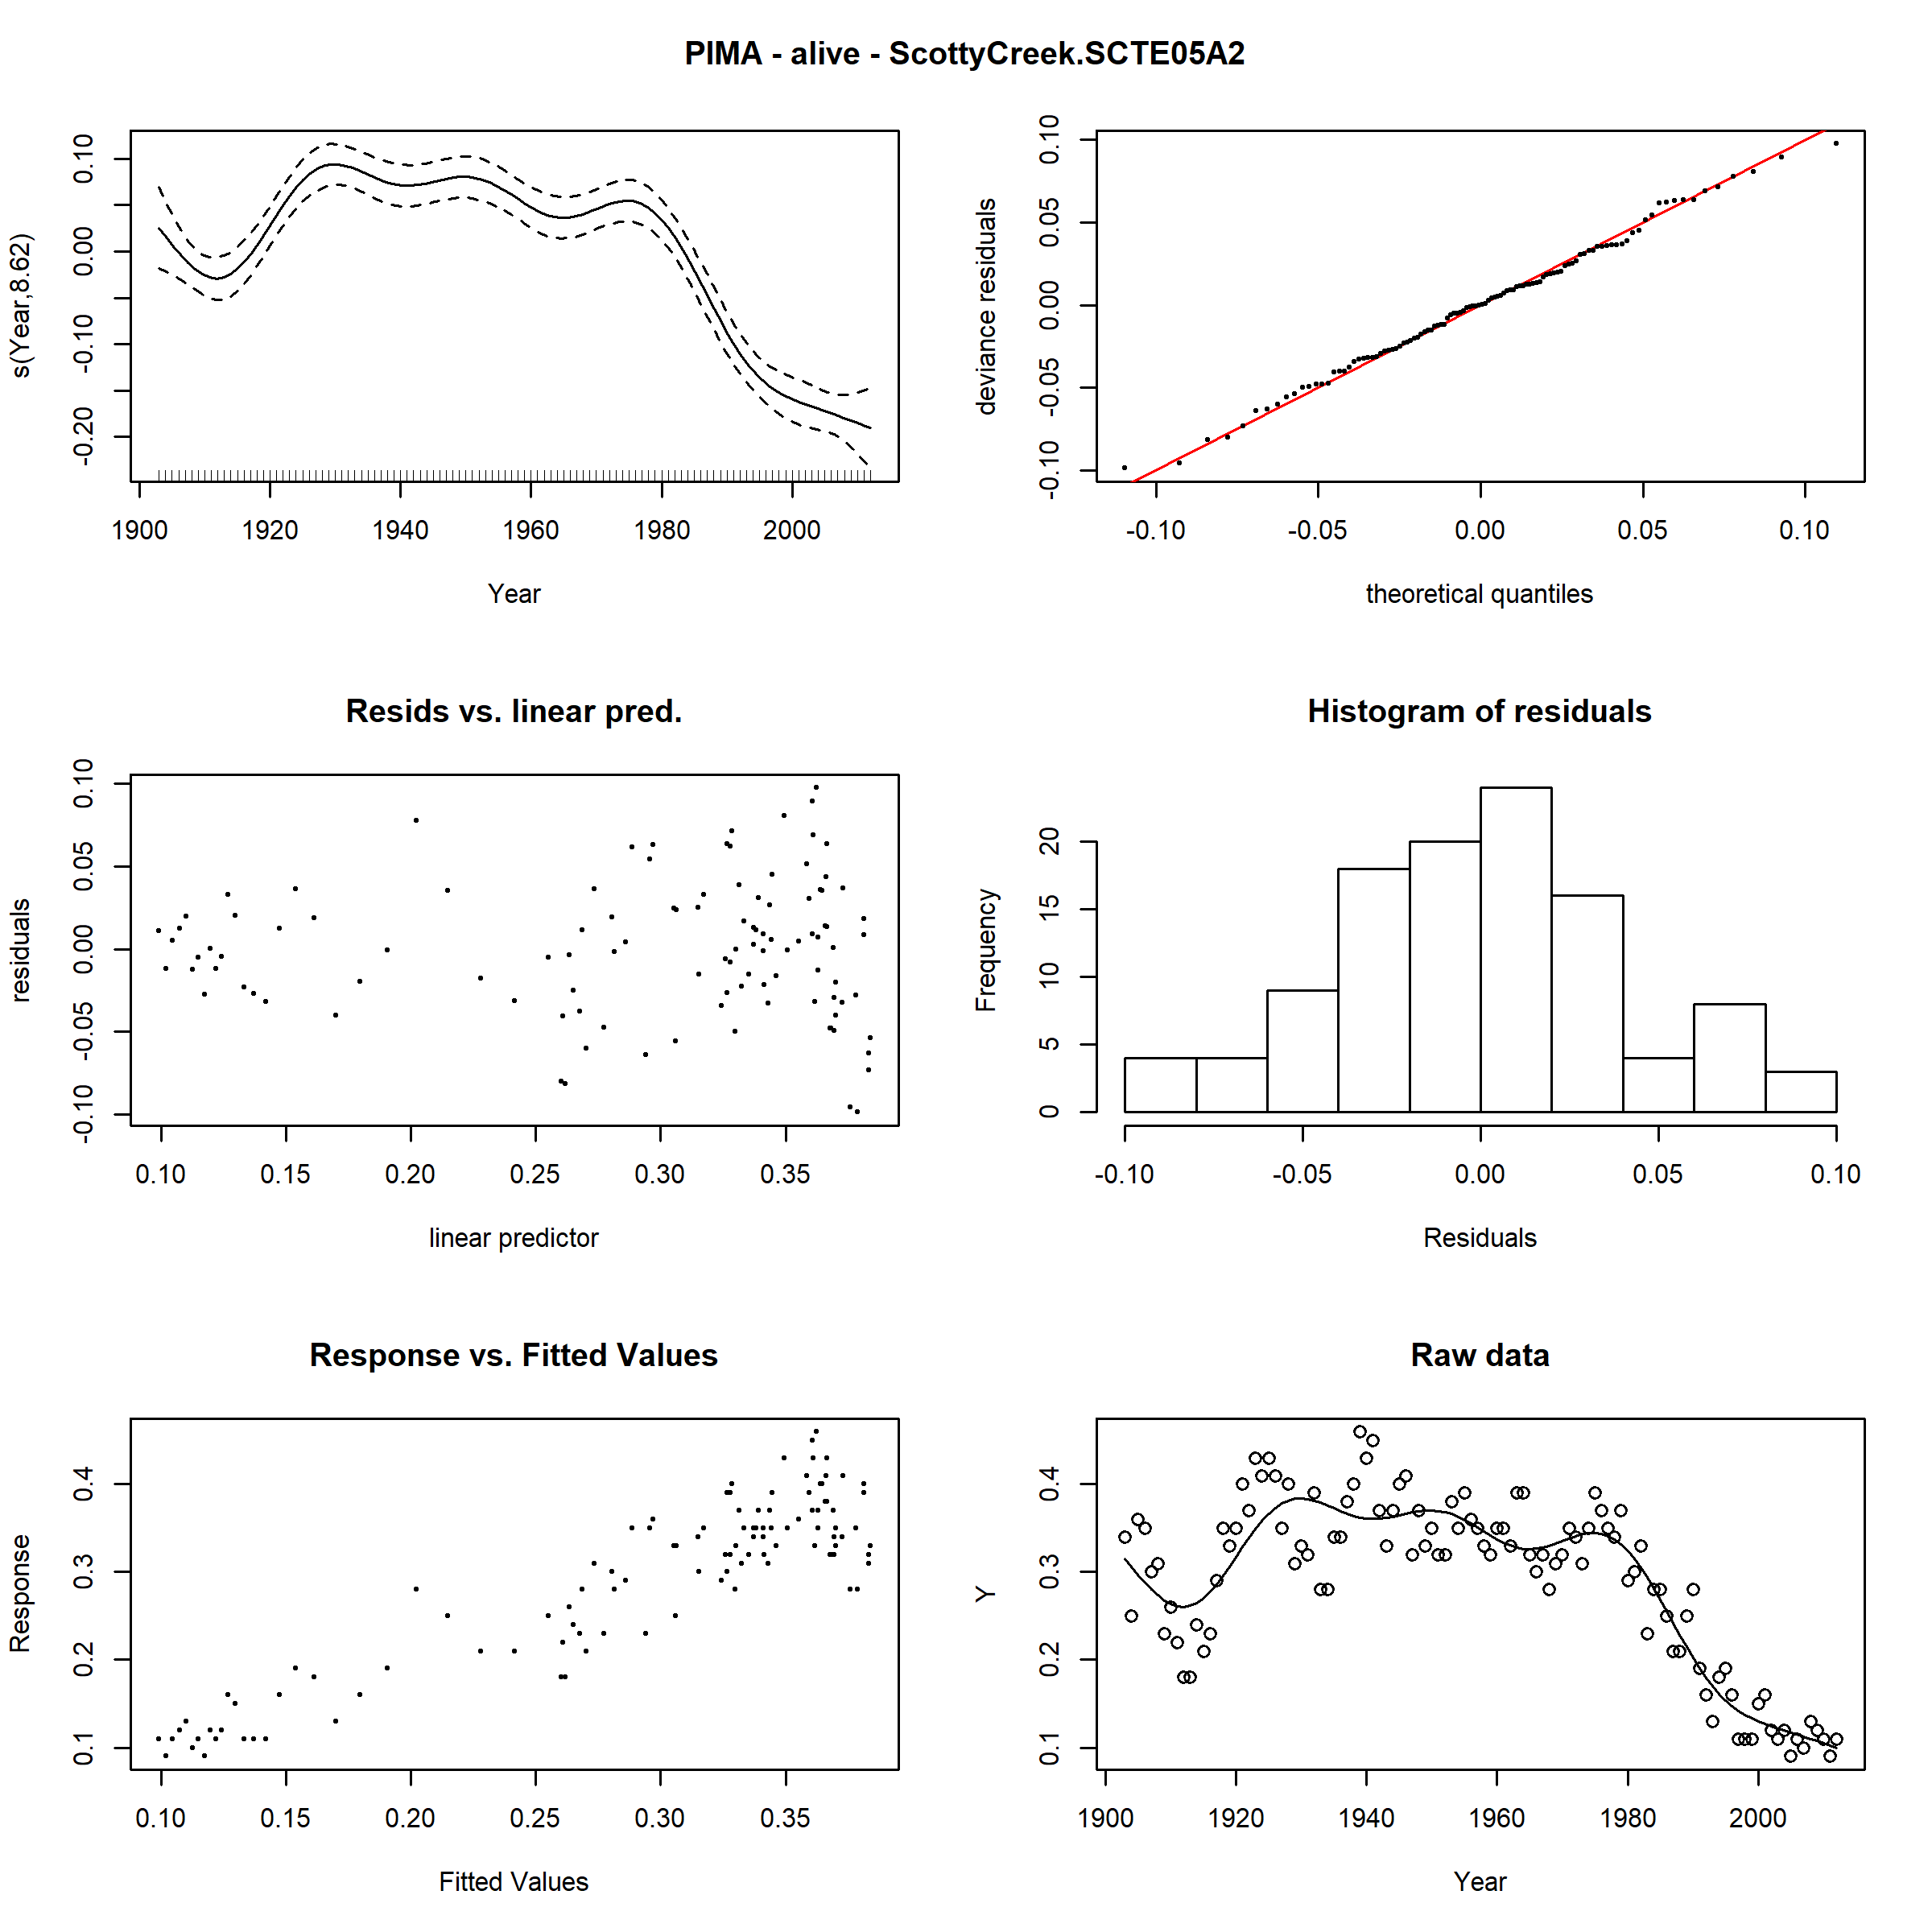 PIMA - alive - ScottyCreek.SCTE05A2
s(Year,8.62)
0.10
0.00
-0.10
-0.20
1900 1920 1940 1960 1980 2000
Year
deviance residuals
0.10
0.05
0.00
-0.05
-0.10
-0.10 -0.05 0.00 0.05 0.10
theoretical quantiles
Resids vs. linear pred.
residuals
0.10
0.05
0.00
-0.05
-0.10
0.10 0.15 0.20 0.25 0.30 0.35
linear predictor
Histogram of residuals
Frequency
20
15
10
5
0
-0.10 -0.05 0.00 0.05 0.10
Residuals
Response vs. Fitted Values
Response
0.4
0.3
0.2
0.1
0.10 0.15 0.20 0.25 0.30 0.35
Fitted Values
Raw data
Y
0.4
0.3
0.2
0.1
1900 1920 1940 1960 1980 2000
Year